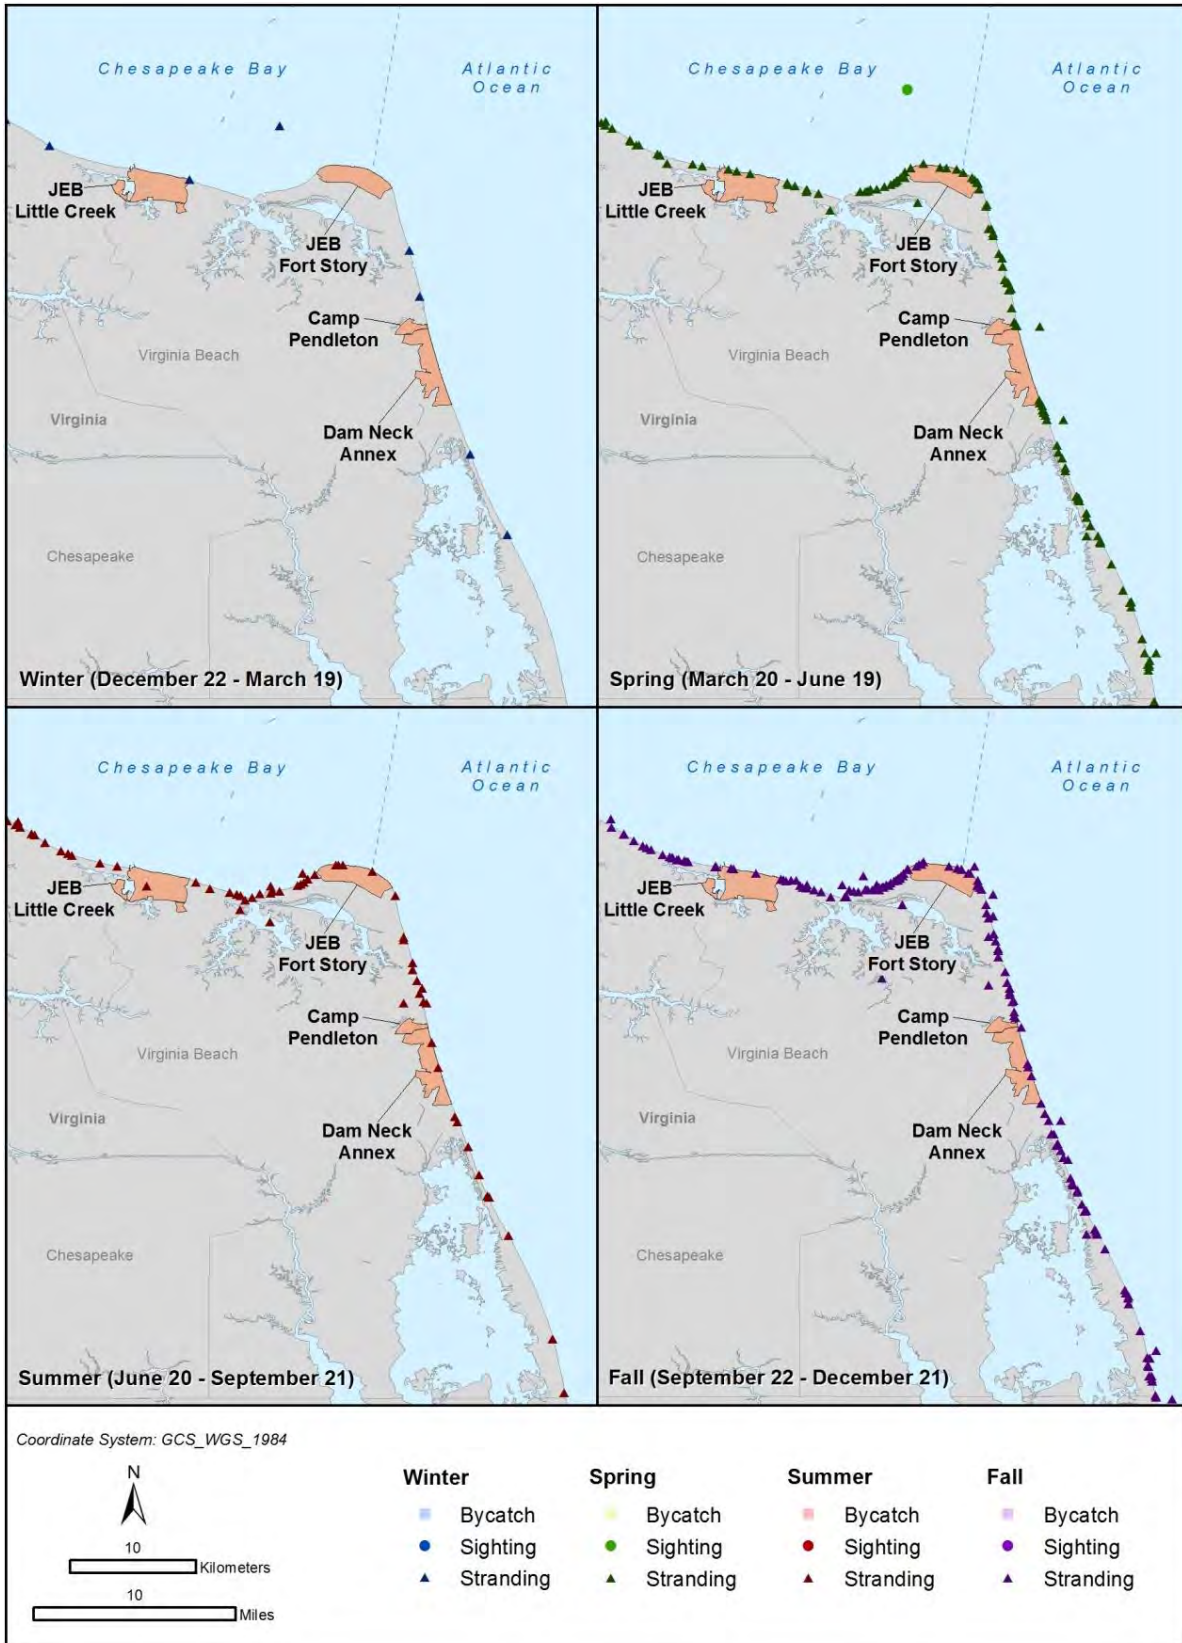 Chesapeake Bay
Atlantic
Ocean
JEB
Little Creek
JEB
Fort Story
Camp
Pendleton
Virginia Beach
Virginia
Dam Neck
Annex
Chesapeake
Winter (December 22 - March 19)
Chesapeake Bay
Atlantic
Ocean
JEB
Little Creek
JEB
Fort Story
Camp
Pendleton
Virginia Beach
Virginia
Dam Neck
Annex
Chesapeake
Spring (March 20 - June 19)
Chesapeake Bay
Atlantic
Ocean
JEB
Little Creek
JEB
Fort Story
Camp
Pendleton
Virginia Beach
Virginia
Dam Neck
Annex
Chesapeake
Summer (June 20 - September 21)
Chesapeake Bay
Atlantic
Ocean
JEB
Little Creek
JEB
Fort Story
Camp
Pendleton
Virginia Beach
Virginia
Dam Neck
Annex
Chesapeake
Fall (September 22 - December 21)
Coordinate System: GCS_WGS_1984
N
10
Kilometers
10
Miles
Winter
Bycatch
Sighting
Stranding
Spring
Bycatch
Sighting
Stranding
Summer
Bycatch
Sighting
Stranding
Fall
Bycatch
Sighting
Stranding